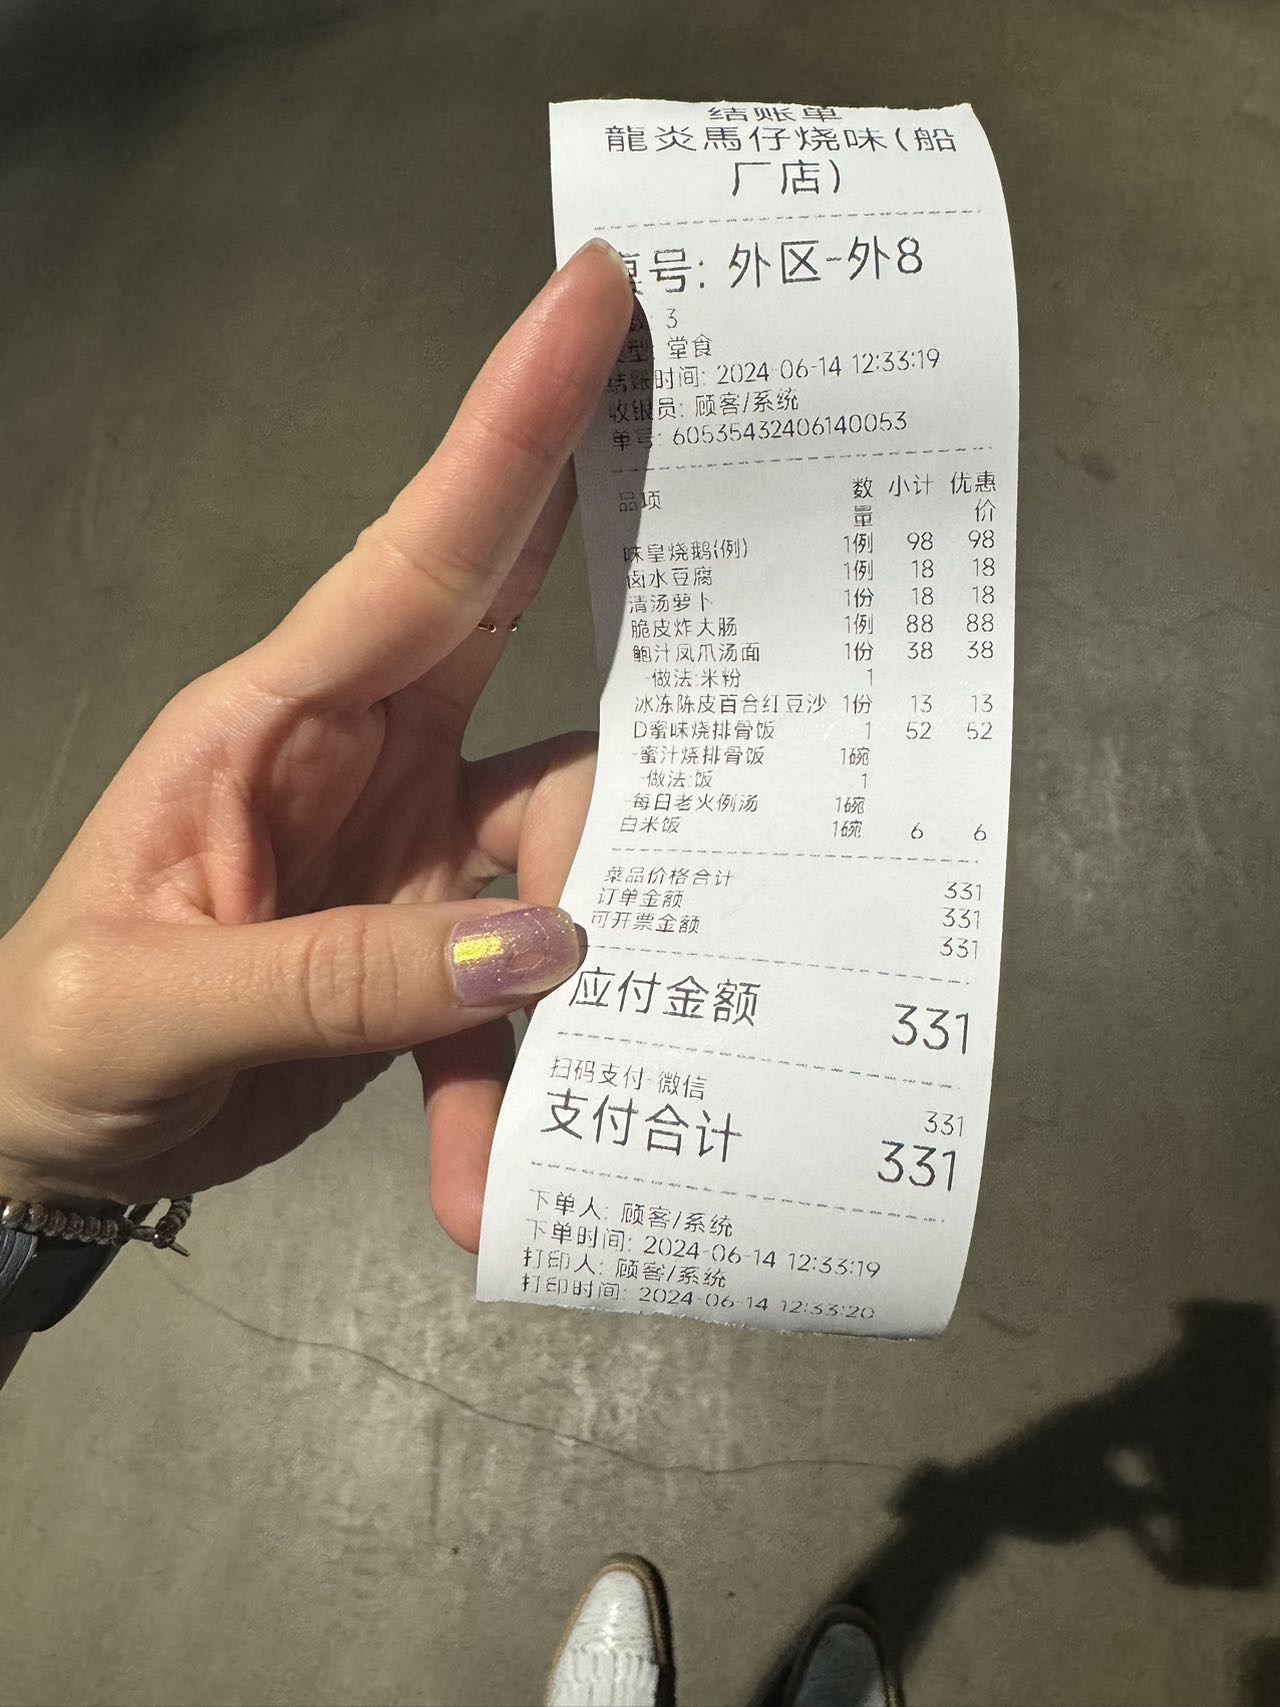 结账单
龍炎馬仔烧味(船
厂店)
号: 外区-外8
: 3
型: 堂食
结账时间: 2024-06-14 12:33:19
收银员: 顾客/系统
单号: 605354432406140053
品项 数量 小计 优惠价
味皇烧鹅(例) 1例 98 98
卤水豆腐 1例 18 18
清汤萝卜 1份 18 18
脆皮炸大肠 1例 88 88
鲍汁凤爪汤面 1份 38 38
-做法:米粉 1
冰冻陈皮百合红豆沙 1份 13 13
D蜜味烧排骨饭 1 52 52
-蜜汁烧排骨饭 1碗
-做法:饭 1
-每日老火例汤 1碗
白米饭 1碗 6 6
菜品价格合计 331
订单金额 331
可开票金额 331
应付金额 331
扫码支付-微信 331
支付合计 331
下单人: 顾客/系统
下单时间: 2024-06-14 12:33:19
打印人: 顾客/系统
打印时间: 2024-06-14 12:33:20